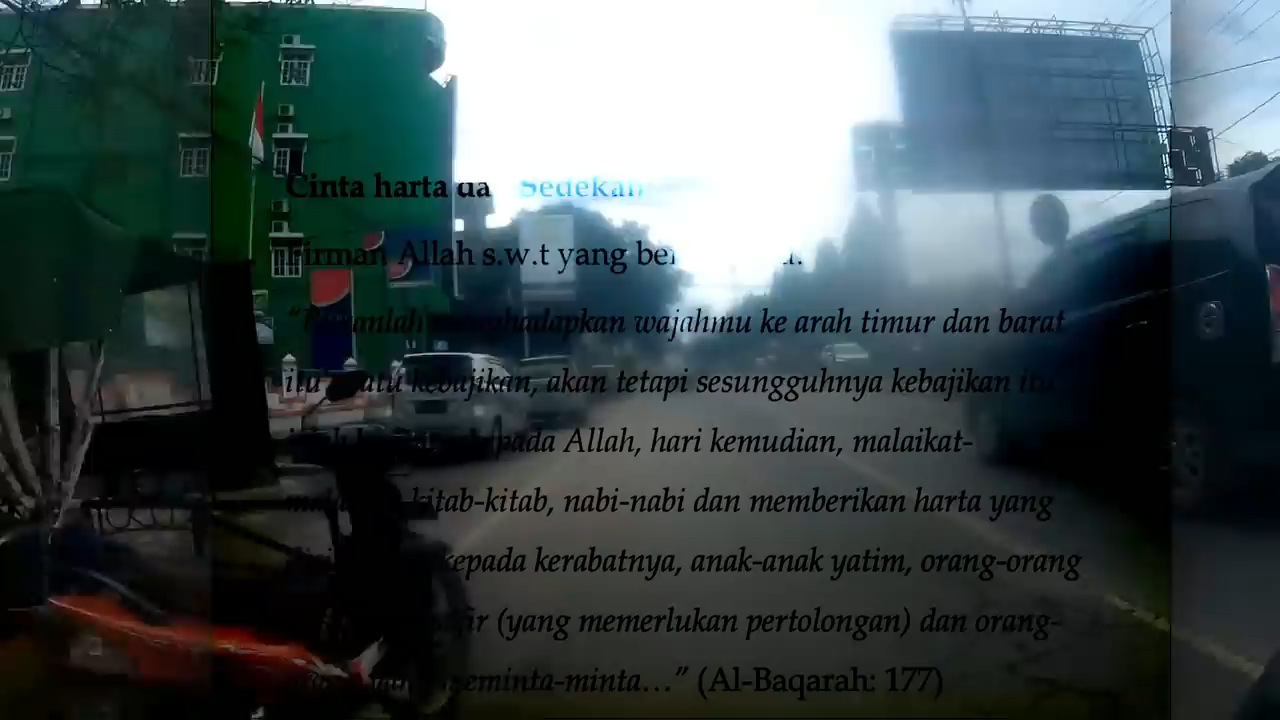 Cinta harta da Sedekah
Firman Allah s.w.t yang
menghadapkan wajahmu ke arah timur dan barat
itu suatu kebajikan, akan tetapi sesungguhnya kebajikan itu
kepada Allah, hari kemudian, malaikat-
kitab-kitab, nabi-nabi dan memberikan harta yang
kepada kerabatnya, anak-anak yatim, orang-orang
(yang memerlukan pertolongan) dan orang-
meminta-minta…” (Al-Baqarah: 177)